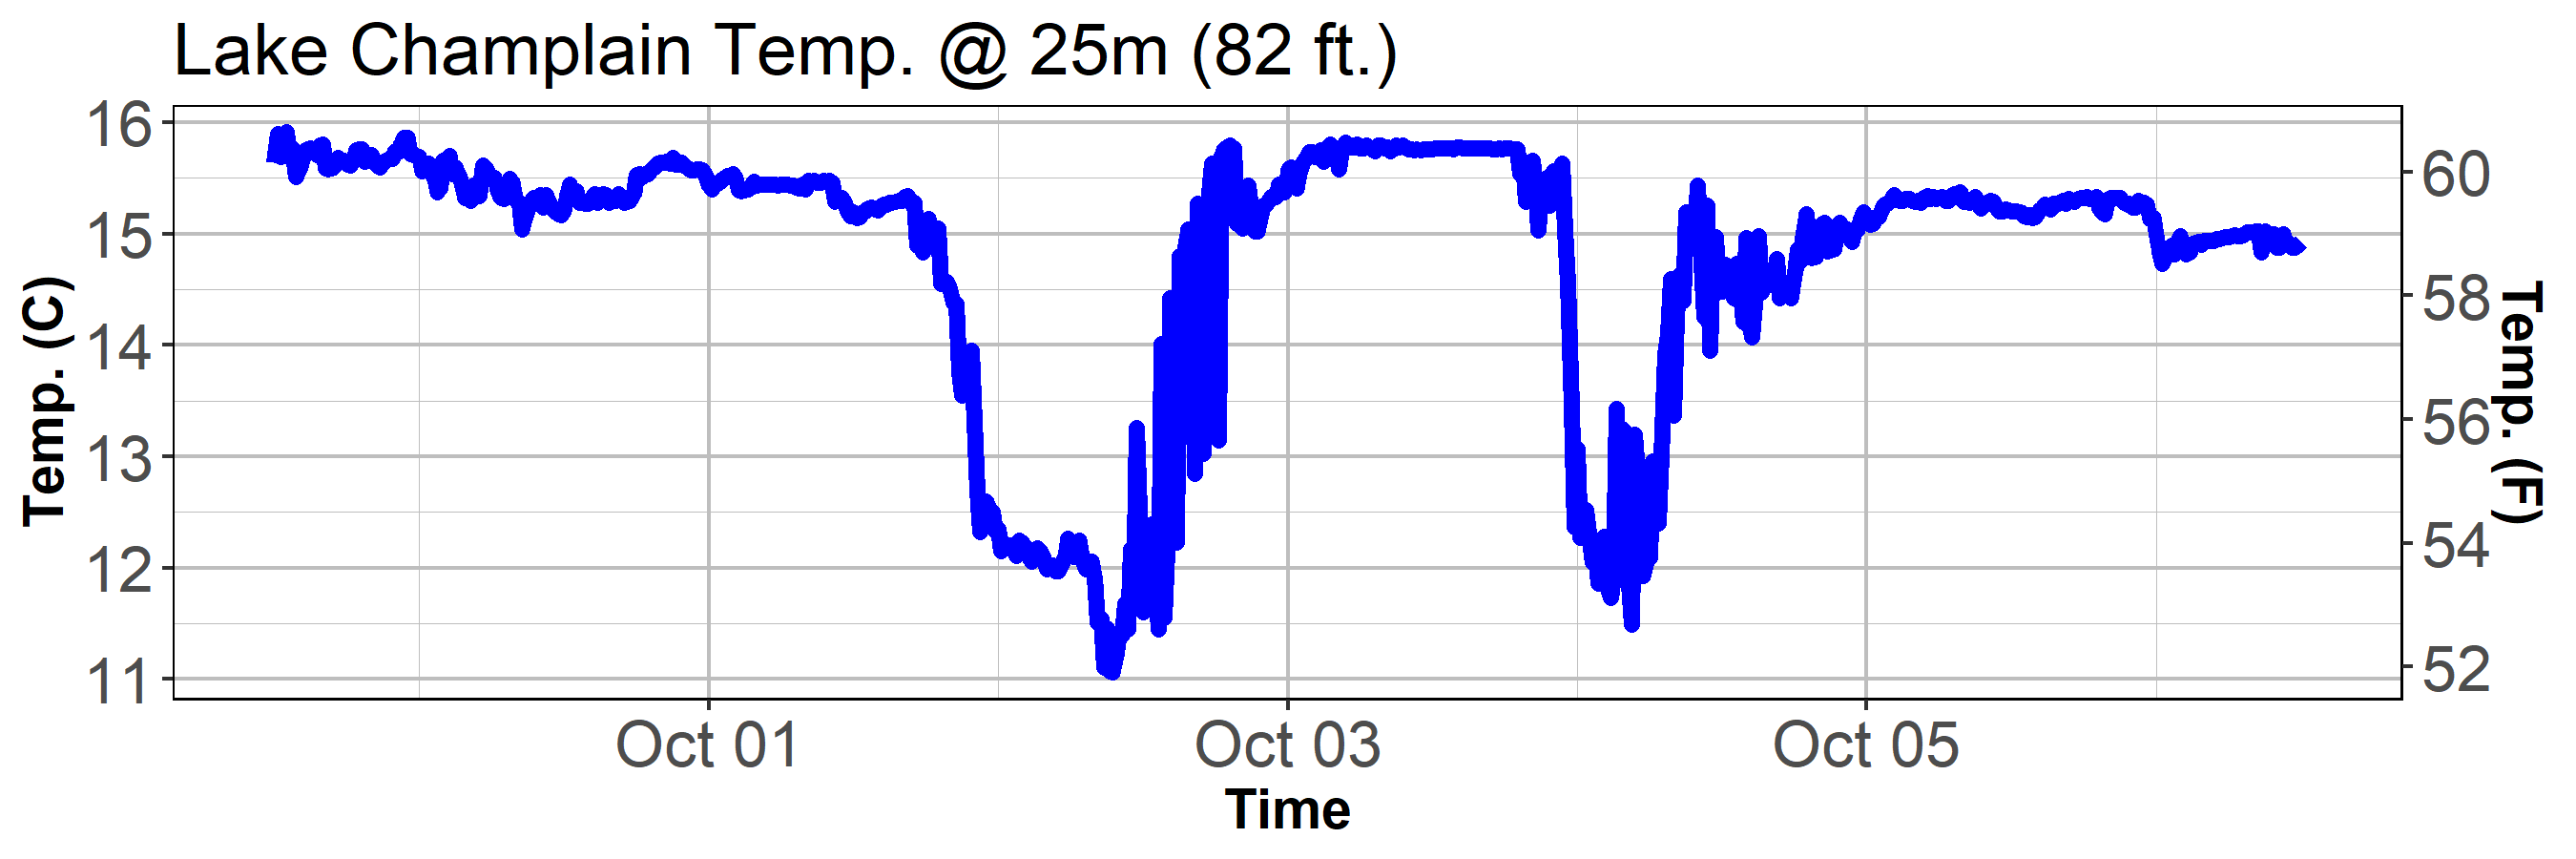 Lake Champlain Temp. @ 25m (82 ft.)
Temp. (C)
16
15
14
13
12
11
60
58
56
54
52
Temp. (F)
Oct 01 Oct 03 Oct 05
Time